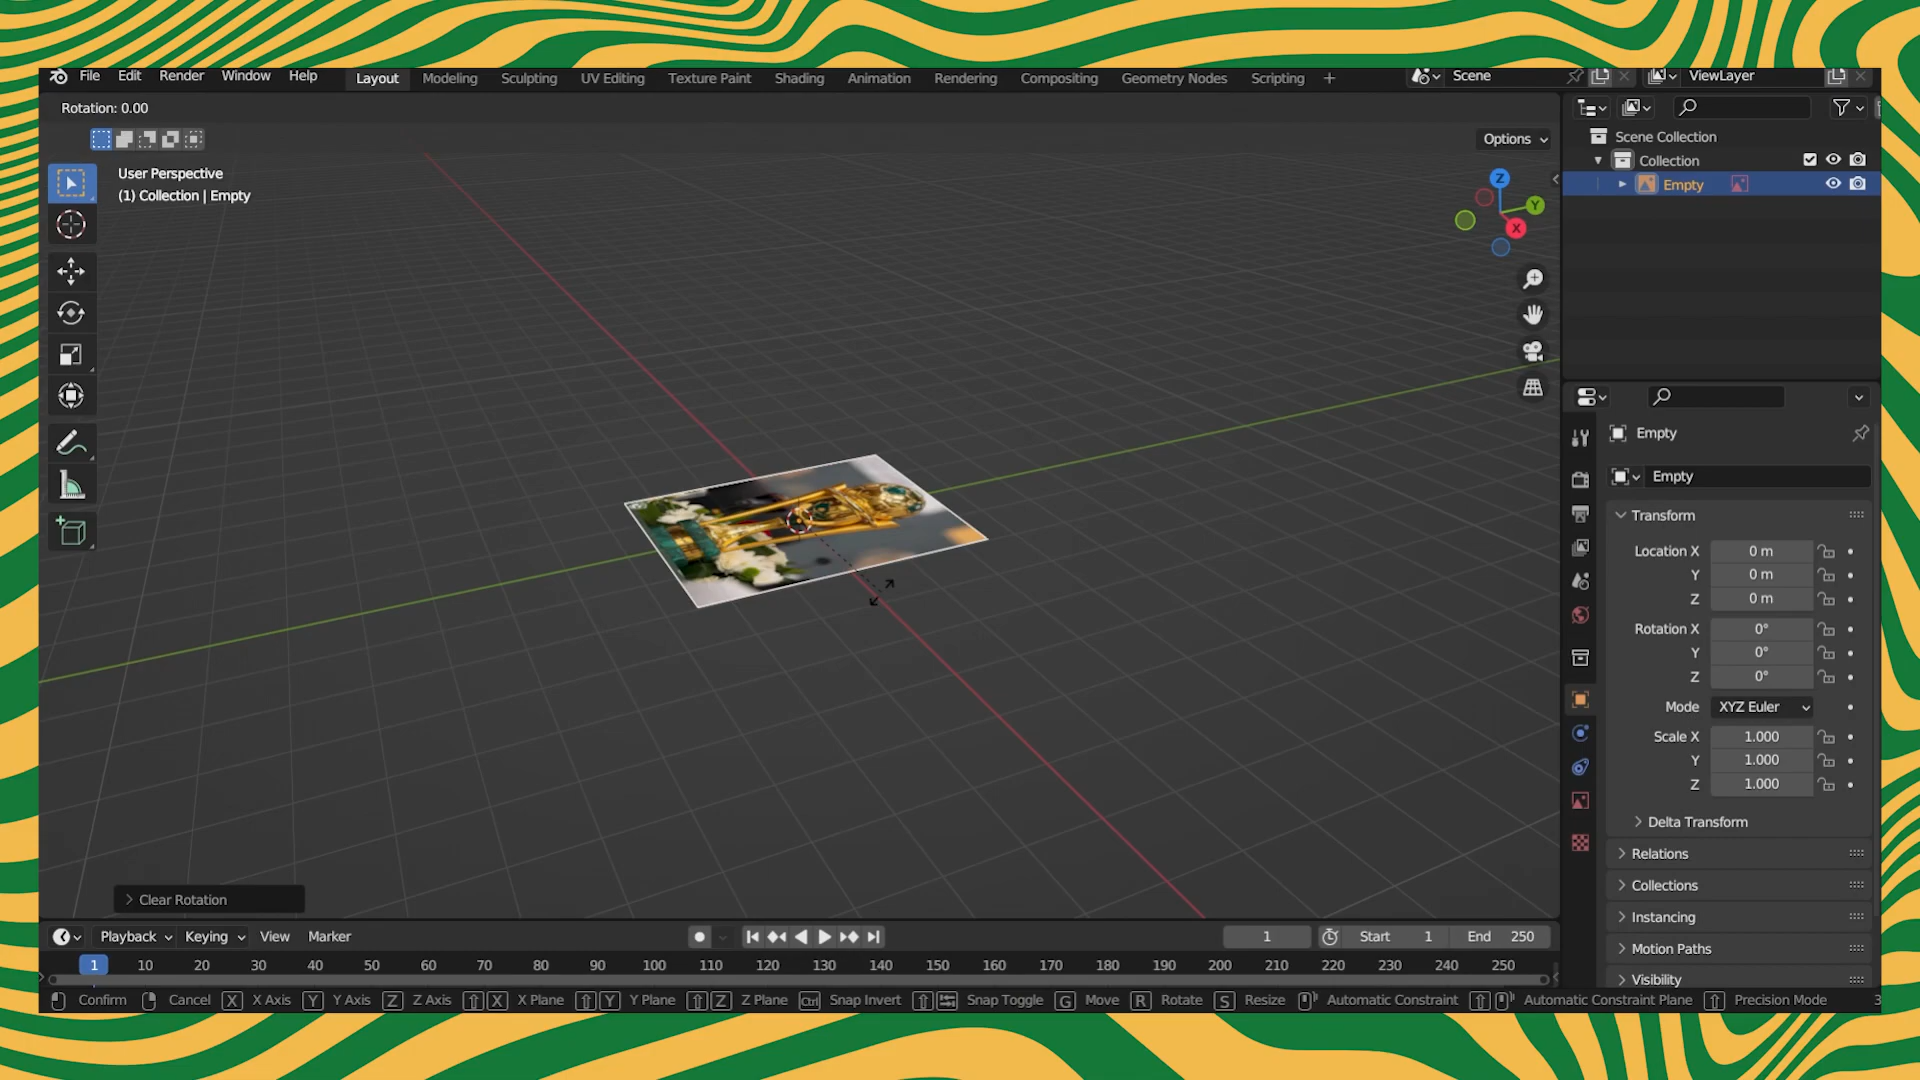 File Edit Render Window Help Layout Modeling Sculpting UV Editing Texture Paint Shading Animation Rendering Compositing Geometry Nodes Scripting + Scene ViewLayer
Rotation: 0.00
Options
Scene Collection
User Perspective
Collection
(1) Collection | Empty
Empty
Z
Y
X
Empty
Empty
Transform
Location X 0 m
Y 0 m
Z 0 m
Rotation X 0°
Y 0°
Z 0°
Mode XYZ Euler
Scale X 1.000
Y 1.000
Z 1.000
Delta Transform
Relations
Collections
Instancing
Motion Paths
Visibility
Clear Rotation
Playback Keying View Marker 1 Start 1 End 250
1 10 20 30 40 50 60 70 80 90 100 110 120 130 140 150 160 170 180 190 200 210 220 230 240 250
Confirm Cancel X X Axis Y Y Axis Z Z Axis X X Plane Y Y Plane Z Z Plane Ctrl Snap Invert Snap Toggle G Move R Rotate S Resize Automatic Constraint Automatic Constraint Plane Precision Mode 3